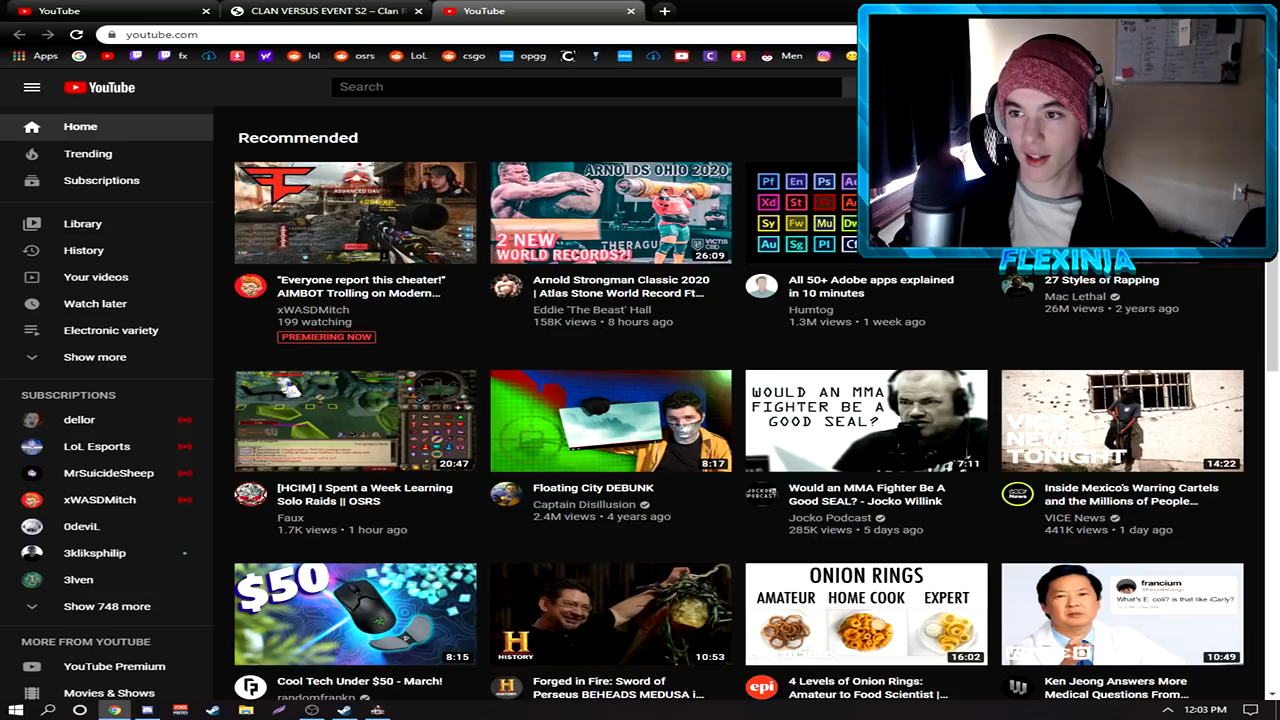 YouTube
CLAN VERSUS EVENT S2 – Clan
YouTube
youtube.com
Apps
fx
lol
osrs
LoL
csgo
opgg
Men
YouTube
Search
Home
Trending
Subscriptions
Library
History
Your videos
Watch later
Electronic variety
Show more
SUBSCRIPTIONS
dellor
LoL Esports
MrSuicideSheep
xWASDMitch
0deviL
3kliksphilip
3lven
Show 748 more
MORE FROM YOUTUBE
YouTube Premium
Movies & Shows
FLEXINJA
Recommended
ADVANCED UAV
ARNOLDS OHIO 2020
THERAGU
2 NEW
WORLD RECORDS?!
VICTIS
CBD
26:09
Pf En Ps
Xd St
Sy Fw Mu
Au Sg Pl
"Everyone report this cheater!"
AIMBOT Trolling on Modern...
xWASDMitch
199 watching
PREMIERING NOW
Arnold Strongman Classic 2020
| Atlas Stone World Record Ft...
Eddie 'The Beast' Hall
158K views • 8 hours ago
All 50+ Adobe apps explained
in 10 minutes
Humtog
1.3M views • 1 week ago
27 Styles of Rapping
Mac Lethal
26M views • 2 years ago
20:47
8:17
WOULD AN MMA
FIGHTER BE A
GOOD SEAL?
7:11
NEWS
TONIGHT
14:22
[HCIM] I Spent a Week Learning
Solo Raids || OSRS
Faux
1.7K views • 1 hour ago
Floating City DEBUNK
Captain Disillusion
2.4M views • 4 years ago
JOCKO
PODCAST
Would an MMA Fighter Be A
Good SEAL? - Jocko Willink
Jocko Podcast
285K views • 5 days ago
Inside Mexico's Warring Cartels
and the Millions of People...
VICE News
441K views • 1 day ago
$50
8:15
H
HISTORY
10:53
ONION RINGS
AMATEUR HOME COOK EXPERT
16:02
francium
What's E. coli? is that like iCarly?
10:49
Cool Tech Under $50 - March!
randomfrankp
Forged in Fire: Sword of
Perseus BEHEADS MEDUSA i...
HISTORY
epi
4 Levels of Onion Rings:
Amateur to Food Scientist |...
Ken Jeong Answers More
Medical Questions From...
12:03 PM